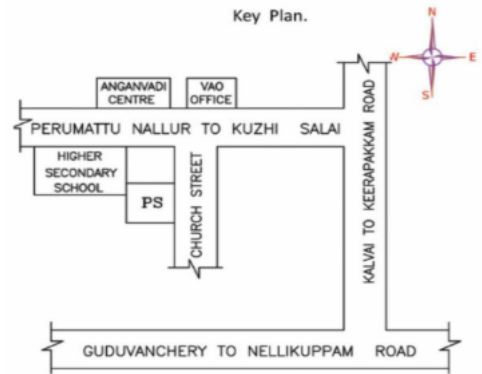 Key Plan.
N
W E
S
ANGANVADI
CENTRE
VAO
OFFICE
PERUMATTU NALLUR TO KUZHI SALAI
HIGHER
SECONDARY
SCHOOL
PS
CHURCH STREET
KALVAI TO KEERAPAKKAM ROAD
GUDUVANCHERY TO NELLIKUPPAM ROAD